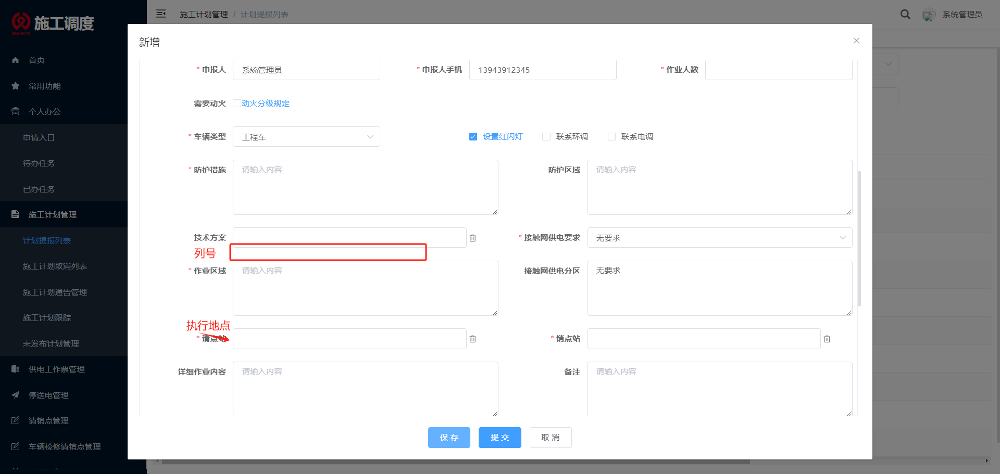 施工调度
WZ-MTR
首页
常用功能
个人办公
申请入口
待办任务
已办任务
施工计划管理
计划提报列表
施工计划取消列表
施工计划通告管理
施工计划跟踪
未发布计划管理
供电工作票管理
停送电管理
请销点管理
车辆检修请销点管理
施工计划管理 / 计划提报列表
系统管理员
新增
* 申报人 系统管理员 * 申报人手机 13943912345 * 作业人数
需要动火 动火分级规定
* 车辆类型 工程车 设置红闪灯 联系环调 联系电调
* 防护措施 请输入内容 防护区域 请输入内容
技术方案 * 接触网供电要求 无要求
列号
* 作业区域 请输入内容 接触网供电分区 无要求
执行地点
* 请点站 * 销点站
详细作业内容 请输入内容 备注 请输入内容
保存 提交 取消